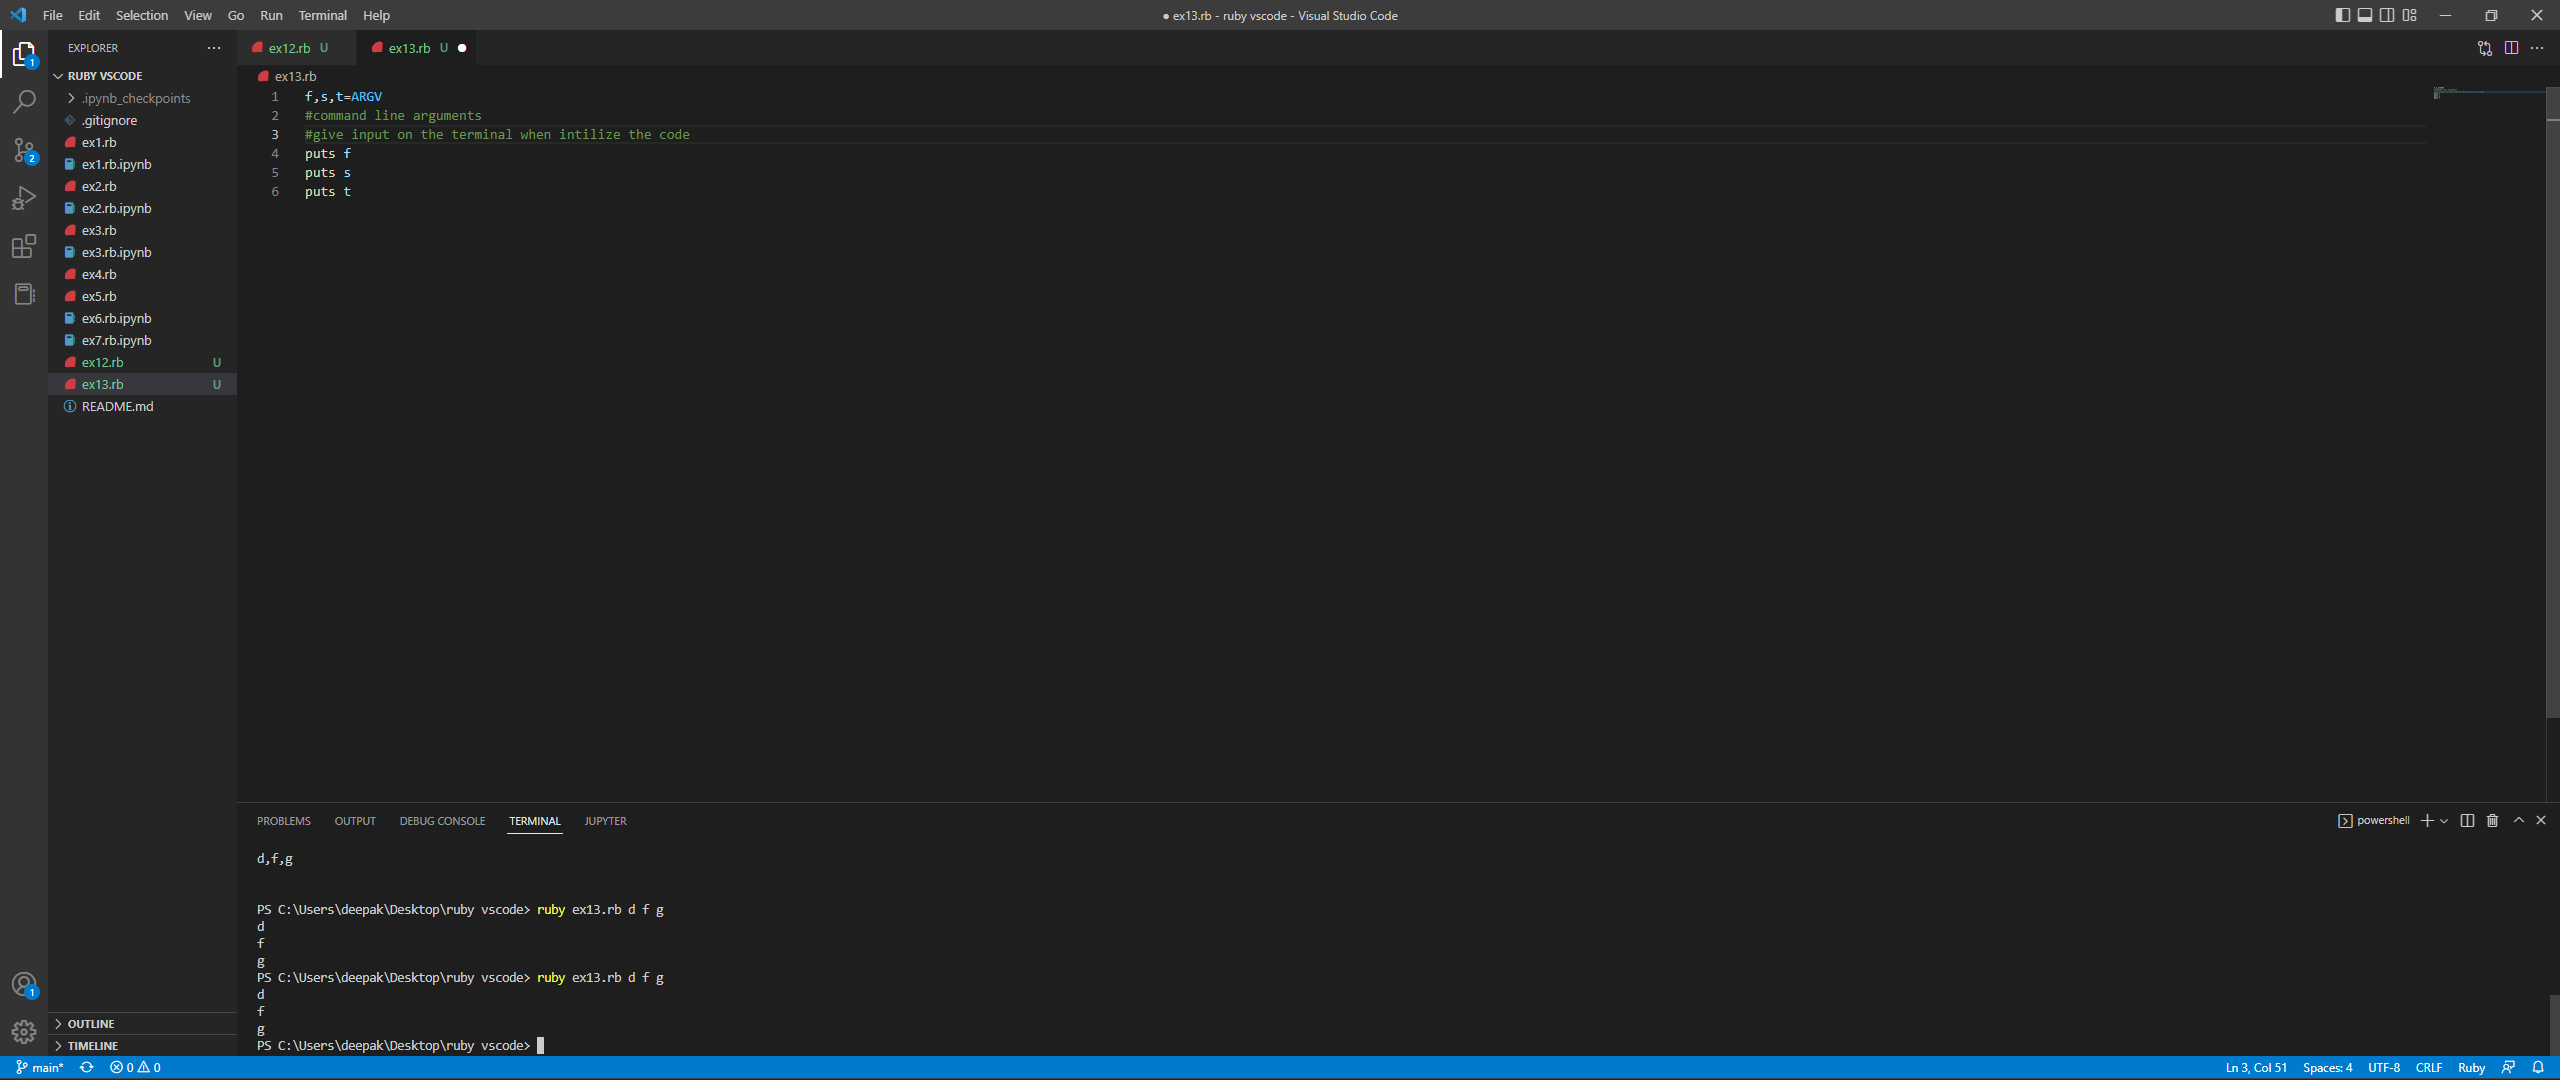 File Edit Selection View Go Run Terminal Help
● ex13.rb - ruby vscode - Visual Studio Code
EXPLORER
RUBY VSCODE
.ipynb_checkpoints
.gitignore
ex1.rb
ex1.rb.ipynb
ex2.rb
ex2.rb.ipynb
ex3.rb
ex3.rb.ipynb
ex4.rb
ex5.rb
ex6.rb.ipynb
ex7.rb.ipynb
ex12.rb U
ex13.rb U
README.md
OUTLINE
TIMELINE
1
2
1
ex12.rb U
ex13.rb U
ex13.rb
1 f,s,t=ARGV
2 #command line arguments
3 #give input on the terminal when intilize the code
4 puts f
5 puts s
6 puts t
PROBLEMS OUTPUT DEBUG CONSOLE TERMINAL JUPYTER
powershell
d,f,g
PS C:\Users\deepak\Desktop\ruby vscode> ruby ex13.rb d f g
d
f
g
PS C:\Users\deepak\Desktop\ruby vscode> ruby ex13.rb d f g
d
f
g
PS C:\Users\deepak\Desktop\ruby vscode>
main* 0 0
Ln 3, Col 51 Spaces: 4 UTF-8 CRLF Ruby